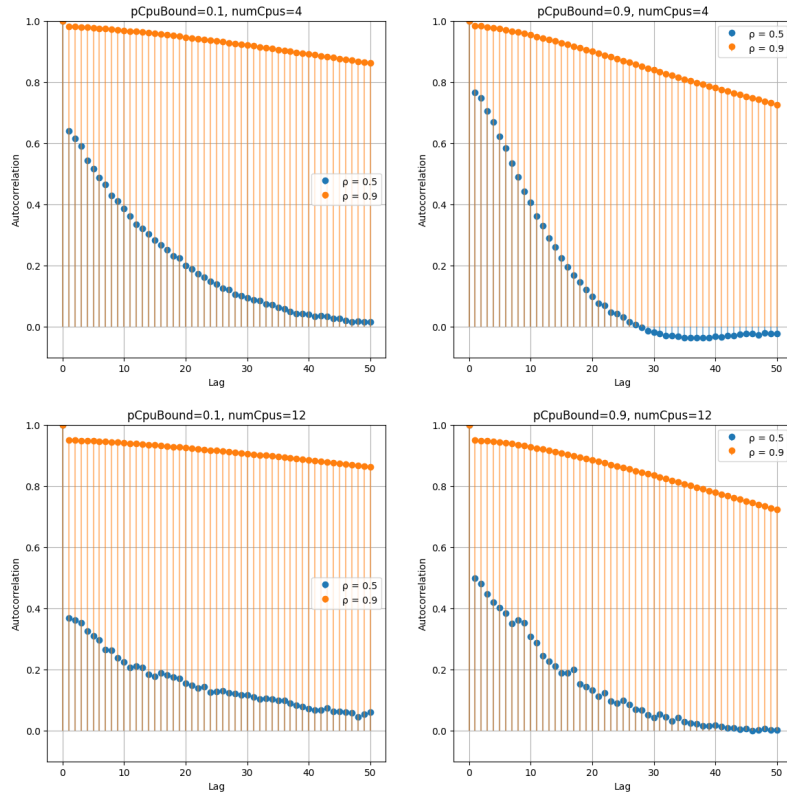 pCpuBound=0.1, numCpus=4
1.0
0.8
0.6
0.4
0.2
0.0
Autocorrelation
ρ = 0.5
ρ = 0.9
0 10 20 30 40 50
Lag
pCpuBound=0.9, numCpus=4
1.0
0.8
0.6
0.4
0.2
0.0
Autocorrelation
ρ = 0.5
ρ = 0.9
0 10 20 30 40 50
Lag
pCpuBound=0.1, numCpus=12
1.0
0.8
0.6
0.4
0.2
0.0
Autocorrelation
ρ = 0.5
ρ = 0.9
0 10 20 30 40 50
Lag
pCpuBound=0.9, numCpus=12
1.0
0.8
0.6
0.4
0.2
0.0
Autocorrelation
ρ = 0.5
ρ = 0.9
0 10 20 30 40 50
Lag